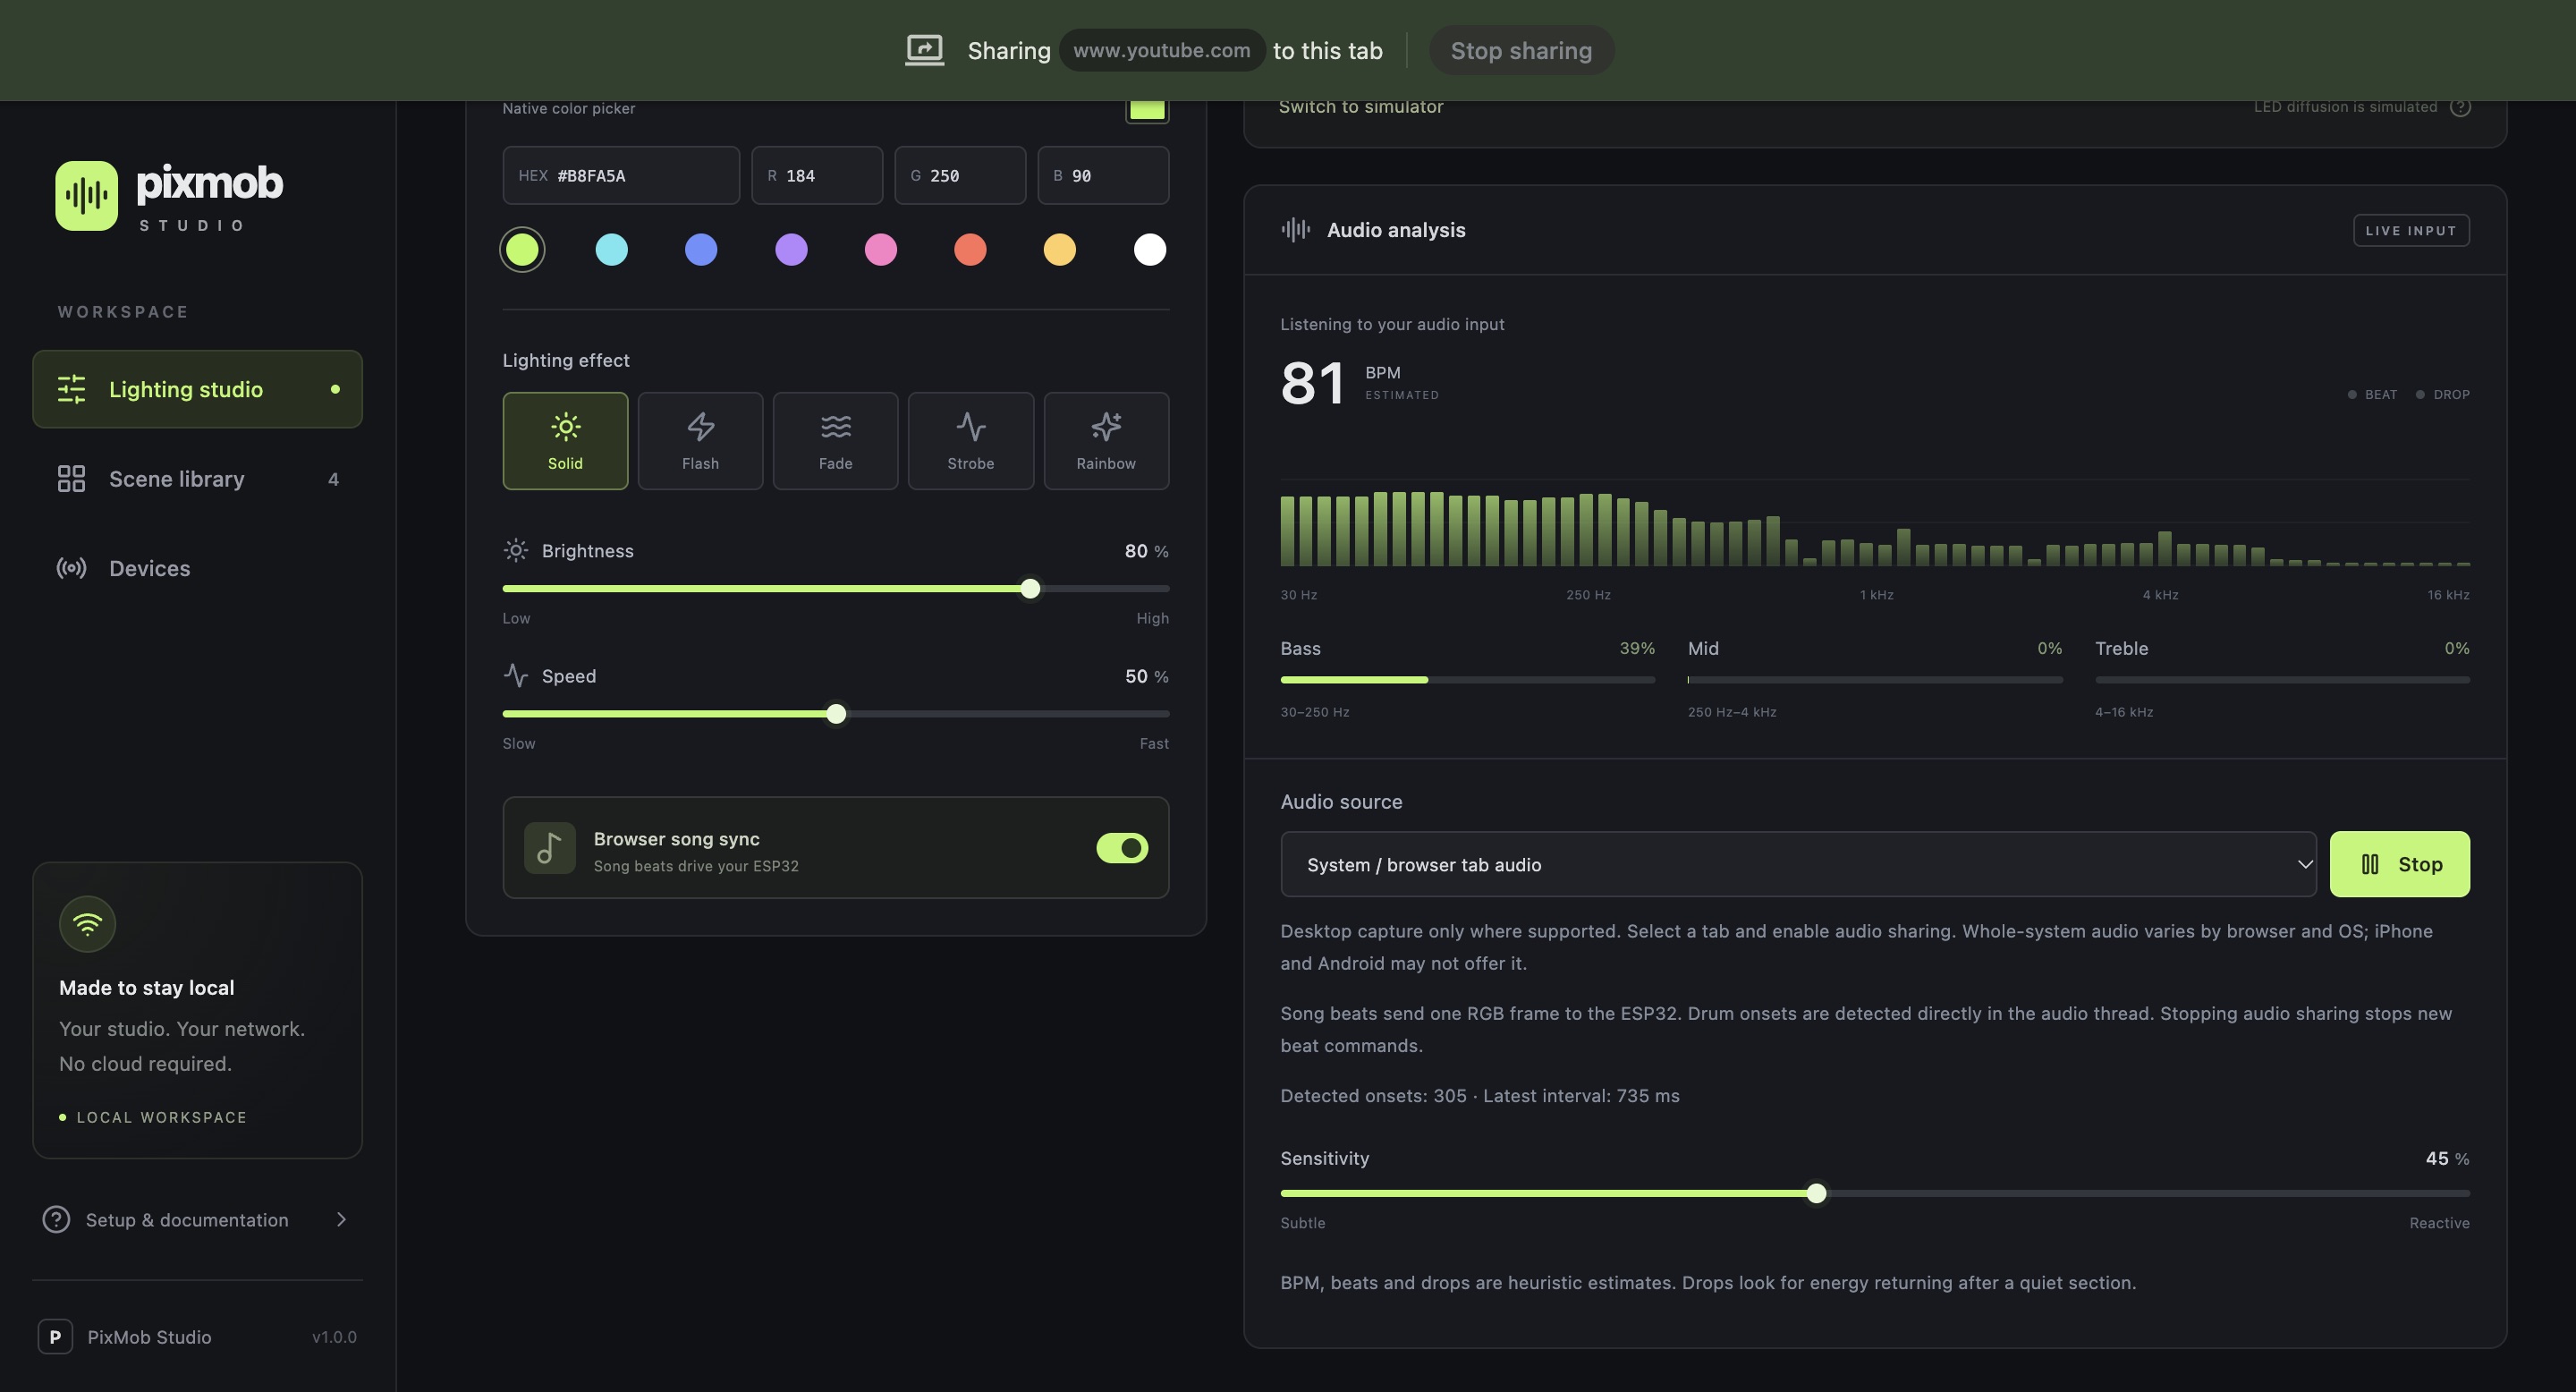 Sharing www.youtube.com to this tab Stop sharing
pixmob
STUDIO
WORKSPACE
Lighting studio
Scene library 4
Devices
Made to stay local
Your studio. Your network.
No cloud required.
LOCAL WORKSPACE
Setup & documentation
P PixMob Studio v1.0.0
Native color picker
HEX #B8FA5A R 184 G 250 B 90
Lighting effect
Solid Flash Fade Strobe Rainbow
Brightness 80 %
Low High
Speed 50 %
Slow Fast
Browser song sync
Song beats drive your ESP32
Switch to simulator LED diffusion is simulated ?
Audio analysis LIVE INPUT
Listening to your audio input
81 BPM
ESTIMATED
BEAT DROP
30 Hz 250 Hz 1 kHz 4 kHz 16 kHz
Bass 39% Mid 0% Treble 0%
30–250 Hz 250 Hz–4 kHz 4–16 kHz
Audio source
System / browser tab audio Stop
Desktop capture only where supported. Select a tab and enable audio sharing. Whole-system audio varies by browser and OS; iPhone
and Android may not offer it.
Song beats send one RGB frame to the ESP32. Drum onsets are detected directly in the audio thread. Stopping audio sharing stops new
beat commands.
Detected onsets: 305 · Latest interval: 735 ms
Sensitivity 45 %
Subtle Reactive
BPM, beats and drops are heuristic estimates. Drops look for energy returning after a quiet section.